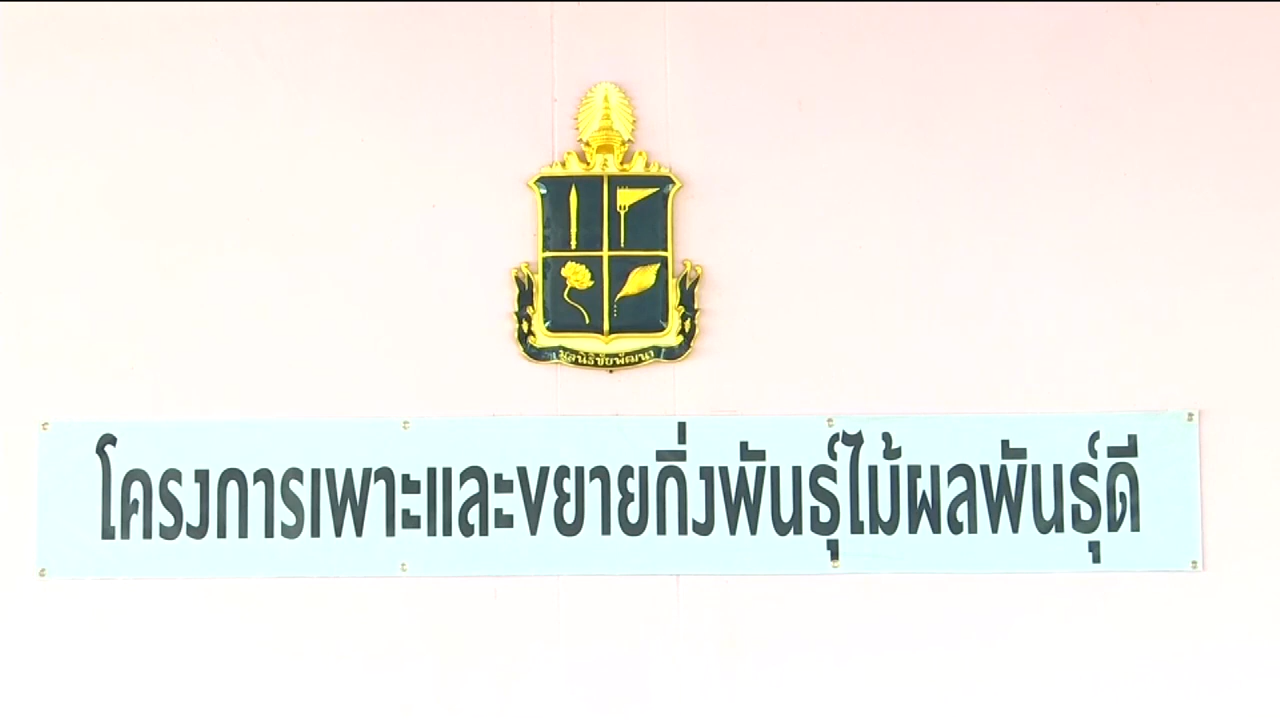 มูลนิธิชัยพัฒนา
โครงการเพาะและขยายกิ่งพันธุ์ไม้ผลพันธุ์ดี